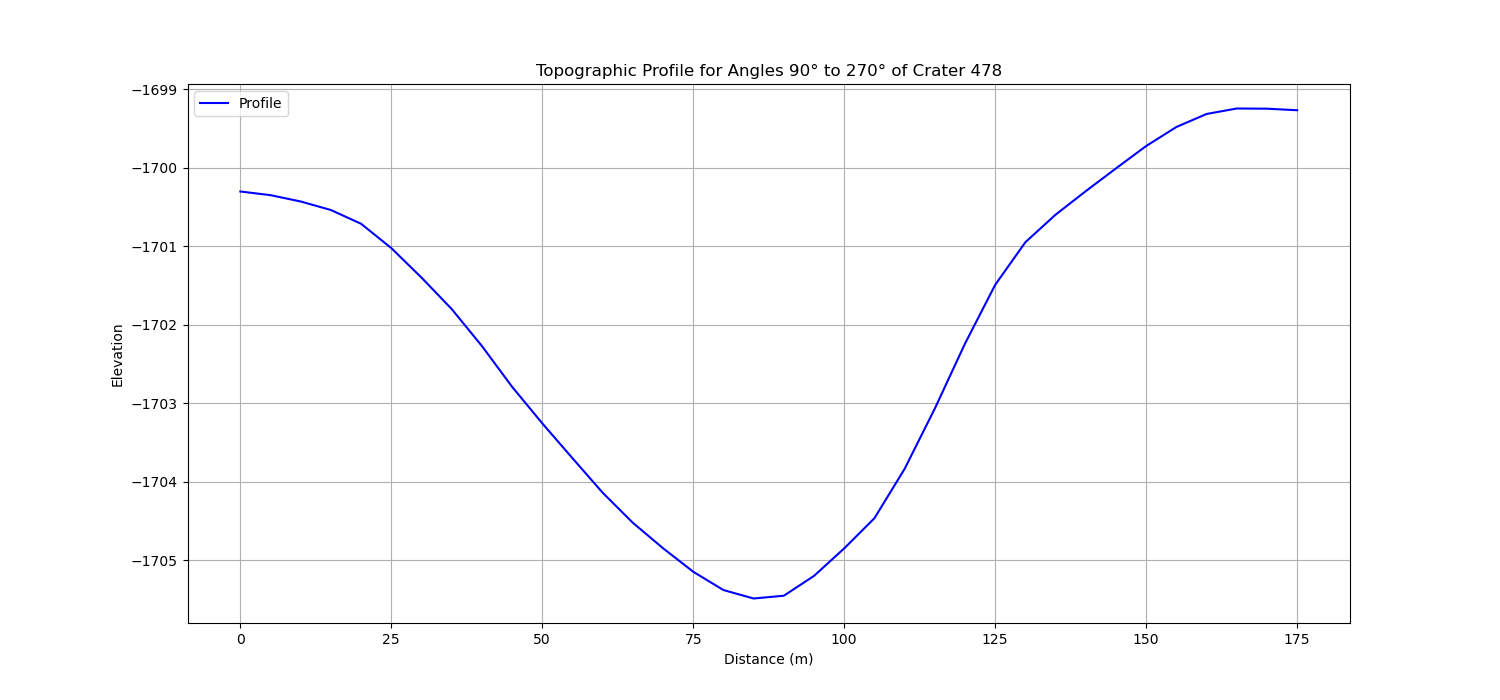 Topographic Profile for Angles 90° to 270° of Crater 478
Profile
−1699
−1700
−1701
−1702
−1703
−1704
−1705
Elevation
0 25 50 75 100 125 150 175
Distance (m)